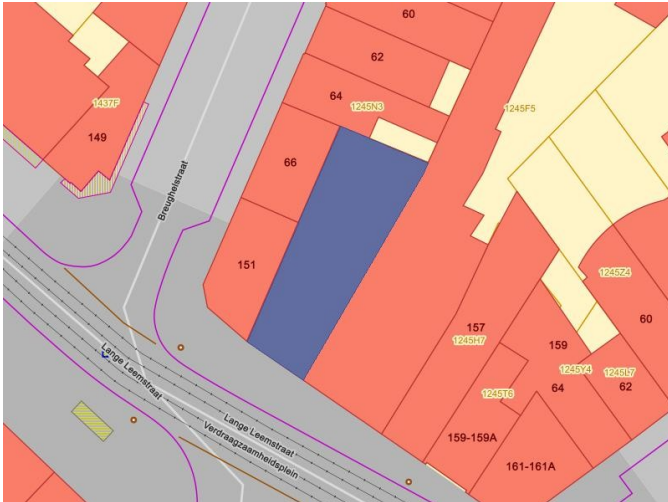 60
62
64
1245N3
1245F5
1437F
149
66
Breughelstraat
151
1245Z4
157
1245H7
60
159
1245Y4
1245L7
64
62
1245T6
Lange Leemstraat
Lange Leemstraat
Verdraagzaamheidsplein
159-159A
161-161A